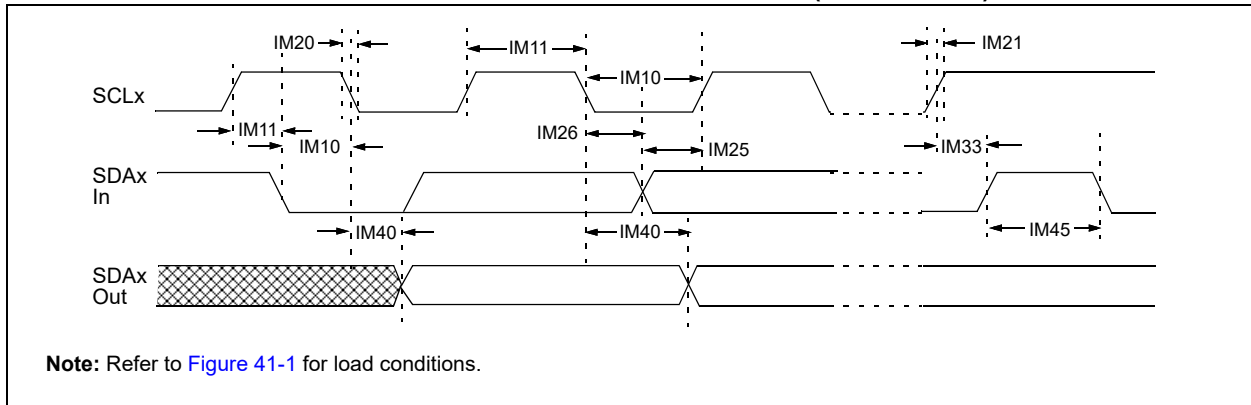 IM20
IM11
IM21
IM10
SCLx
IM11
IM26
IM10
IM25
IM33
SDAx
In
IM40
IM40
IM45
SDAx
Out
Note: Refer to Figure 41-1 for load conditions.